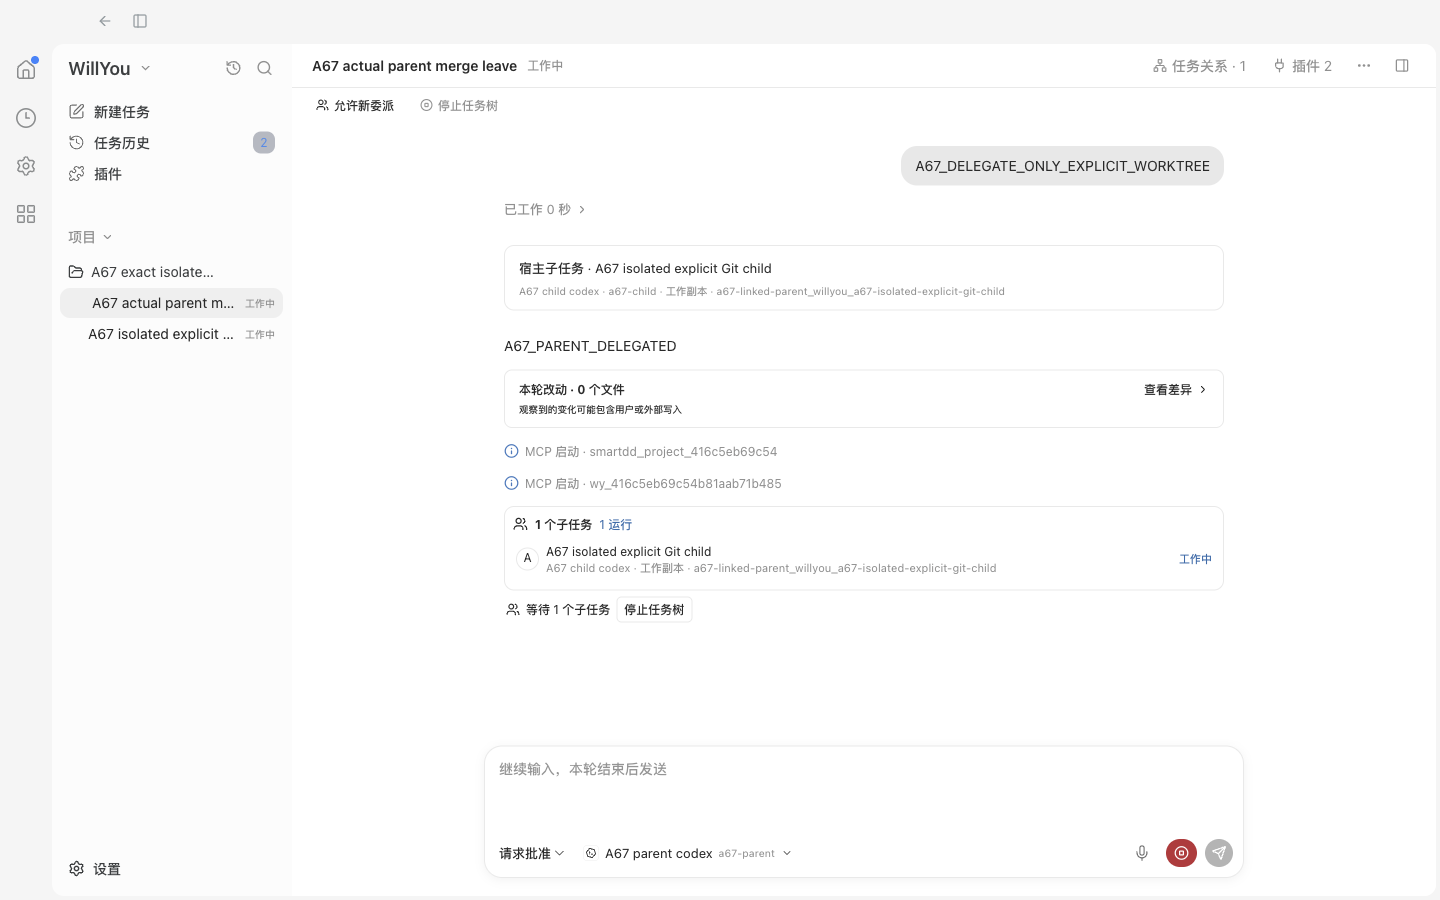 WillYou
新建任务
任务历史
2
插件
项目
A67 exact isolate...
A67 actual parent m... 工作中
A67 isolated explicit ... 工作中
设置
A67 actual parent merge leave 工作中
任务关系 · 1
插件 2
允许新委派
停止任务树
A67_DELEGATE_ONLY_EXPLICIT_WORKTREE
已工作 0 秒
宿主子任务 · A67 isolated explicit Git child
A67 child codex · a67-child · 工作副本 · a67-linked-parent_willyou_a67-isolated-explicit-git-child
A67_PARENT_DELEGATED
本轮改动 · 0 个文件
查看差异
观察到的变化可能包含用户或外部写入
MCP 启动 · smartdd_project_416c5eb69c54
MCP 启动 · wy_416c5eb69c54b81aab71b485
1 个子任务 1 运行
A
A67 isolated explicit Git child
A67 child codex · 工作副本 · a67-linked-parent_willyou_a67-isolated-explicit-git-child
工作中
等待 1 个子任务 停止任务树
继续输入，本轮结束后发送
请求批准
A67 parent codex a67-parent